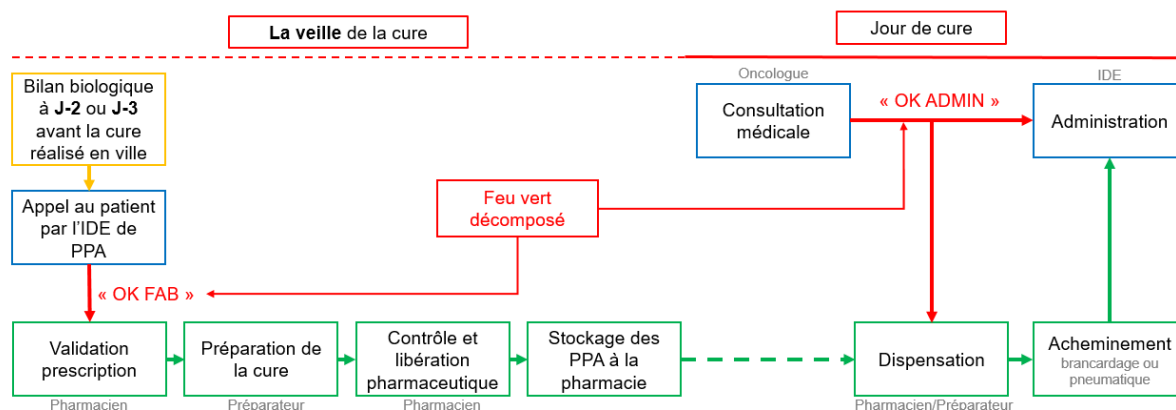 La veille de la cure
Jour de cure
Bilan biologique
à J-2 ou J-3
avant la cure
réalisé en ville
Oncologue
Consultation
médicale
« OK ADMIN »
IDE
Administration
Appel au patient
par l'IDE de
PPA
Feu vert
décomposé
« OK FAB »
Validation
prescription
Pharmacien
Préparation de
la cure
Préparateur
Contrôle et
libération
pharmaceutique
Pharmacien
Stockage des
PPA à la
pharmacie
Dispensation
Pharmacien/Préparateur
Acheminement
brancardage ou
pneumatique